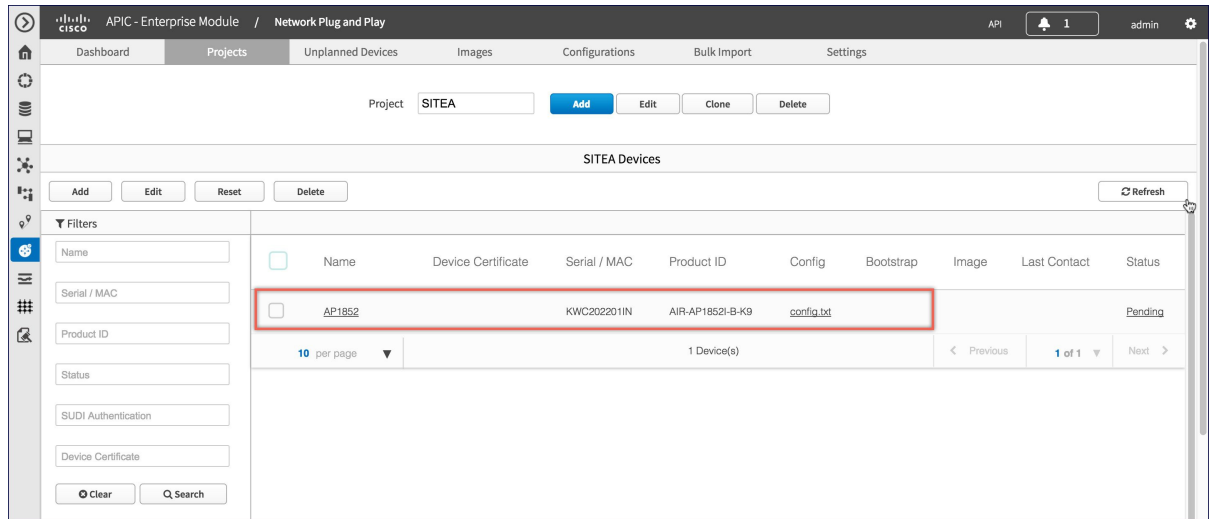 cisco APIC - Enterprise Module / Network Plug and Play API 1 admin
Dashboard Projects Unplanned Devices Images Configurations Bulk Import Settings
Project SITEA Add Edit Clone Delete
SITEA Devices
Add Edit Reset Delete Refresh
Filters
Name
Serial / MAC
Product ID
Status
SUDI Authentication
Device Certificate
Clear Search
Name Device Certificate Serial / MAC Product ID Config Bootstrap Image Last Contact Status
AP1852 KWC202201IN AIR-AP1852I-B-K9 config.txt Pending
10 per page 1 Device(s) Previous 1 of 1 Next